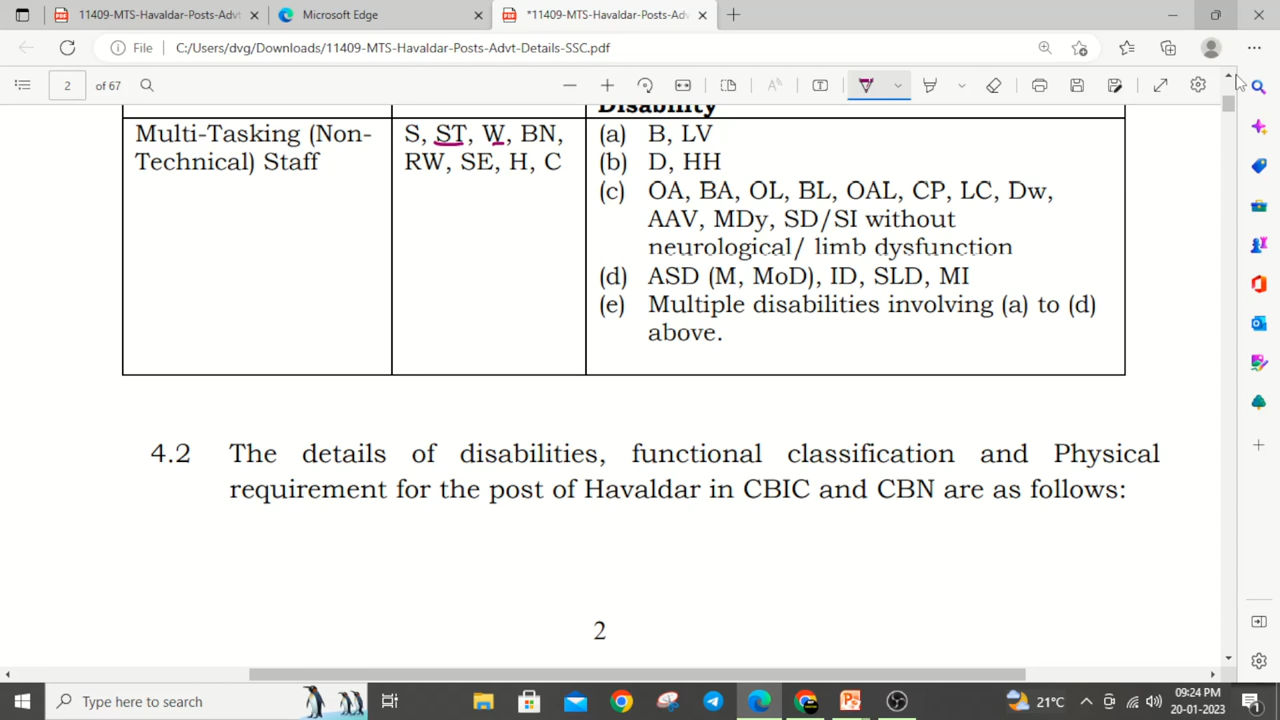 11409-MTS-Havaldar-Posts-Advt
Microsoft Edge
*11409-MTS-Havaldar-Posts-Adv
File
C:/Users/dvg/Downloads/11409-MTS-Havaldar-Posts-Advt-Details-SSC.pdf
2 of 67
Disability
Multi-Tasking (Non-
Technical) Staff
S, ST, W, BN,
RW, SE, H, C
(a) B, LV
(b) D, HH
(c) OA, BA, OL, BL, OAL, CP, LC, Dw,
AAV, MDy, SD/SI without
neurological/ limb dysfunction
(d) ASD (M, MoD), ID, SLD, MI
(e) Multiple disabilities involving (a) to (d)
above.
4.2 The details of disabilities, functional classification and Physical
requirement for the post of Havaldar in CBIC and CBN are as follows:
2
Type here to search
21°C
09:24 PM
20-01-2023
1